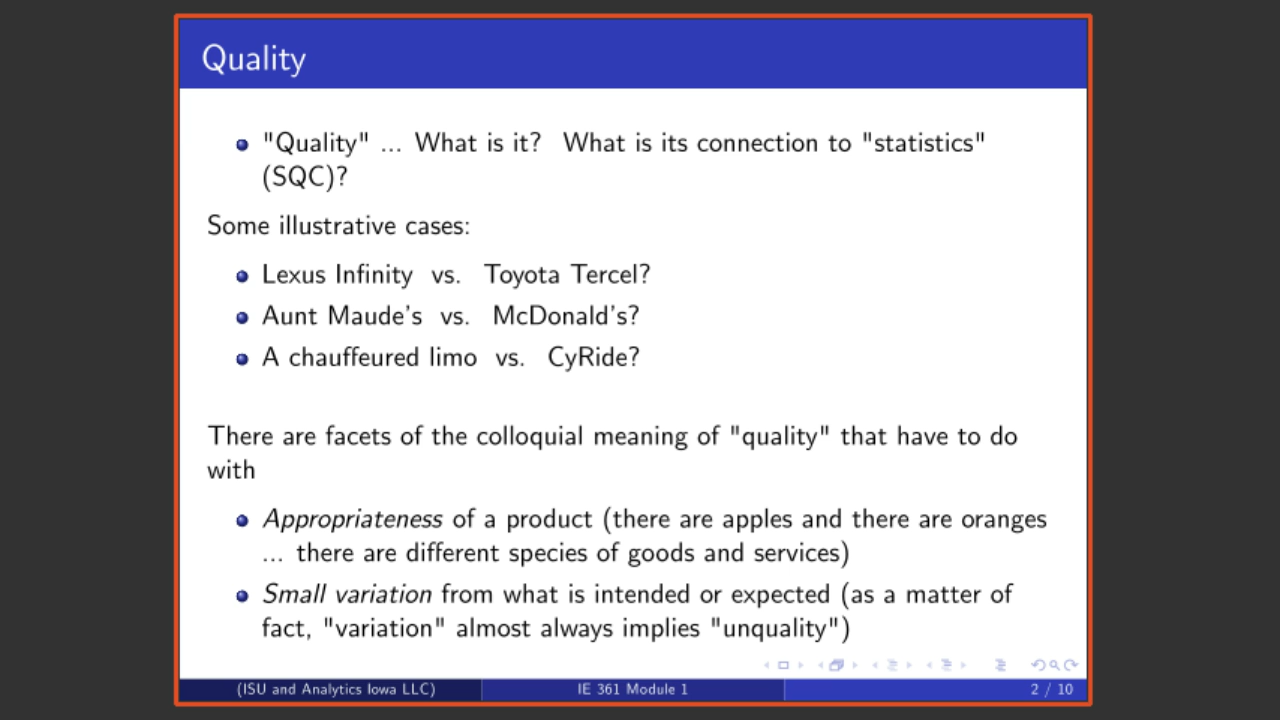 Quality
"Quality" ... What is it? What is its connection to "statistics"
(SQC)?
Some illustrative cases:
Lexus Infinity vs. Toyota Tercel?
Aunt Maude's vs. McDonald's?
A chauffeured limo vs. CyRide?
There are facets of the colloquial meaning of "quality" that have to do
with
Appropriateness of a product (there are apples and there are oranges
... there are different species of goods and services)
Small variation from what is intended or expected (as a matter of
fact, "variation" almost always implies "unquality")
(ISU and Analytics Iowa LLC) IE 361 Module 1 2 / 10